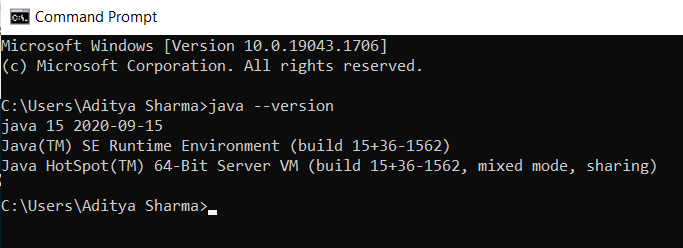 Command Prompt
Microsoft Windows [Version 10.0.19043.1706]
(c) Microsoft Corporation. All rights reserved.
C:\Users\Aditya Sharma>java --version
java 15 2020-09-15
Java(TM) SE Runtime Environment (build 15+36-1562)
Java HotSpot(TM) 64-Bit Server VM (build 15+36-1562, mixed mode, sharing)
C:\Users\Aditya Sharma>